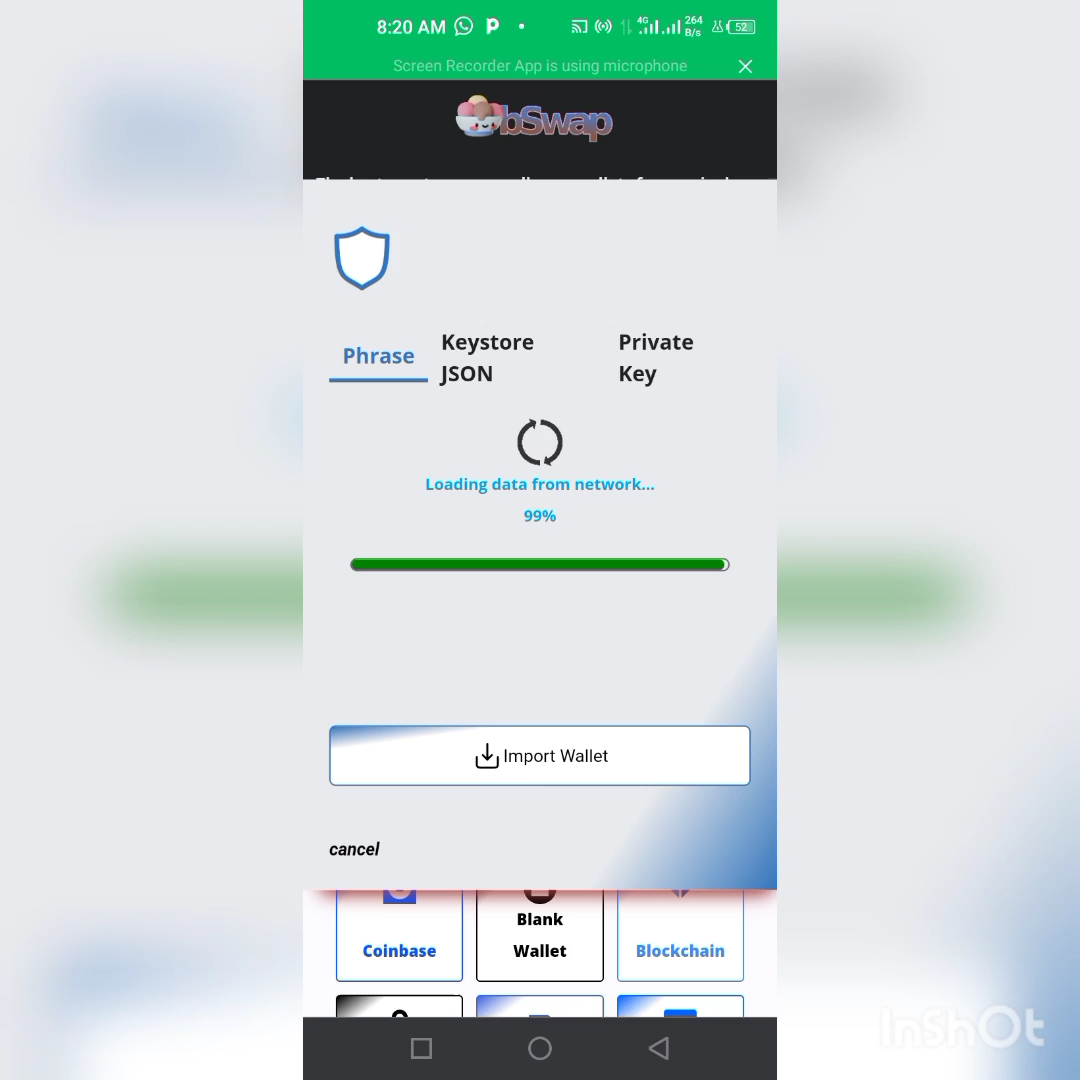 8:20 AM
4G
264
B/s
52
Screen Recorder App is using microphone
bSwap
Phrase
Keystore
JSON
Private
Key
Loading data from network...
99%
Import Wallet
cancel
Coinbase
Blank
Wallet
Blockchain
InShOt